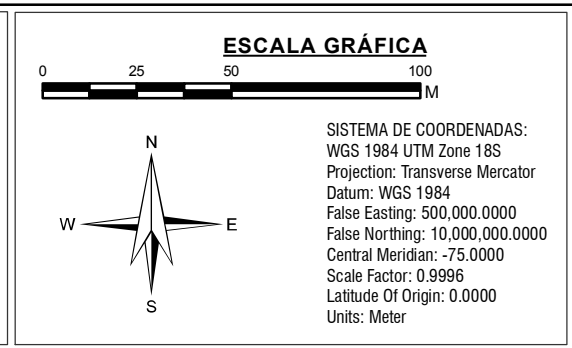 ESCALA GRÁFICA
0 25 50 100
M
N
W E
S
SISTEMA DE COORDENADAS:
WGS 1984 UTM Zone 18S
Projection: Transverse Mercator
Datum: WGS 1984
False Easting: 500,000.0000
False Northing: 10,000,000.0000
Central Meridian: -75.0000
Scale Factor: 0.9996
Latitude Of Origin: 0.0000
Units: Meter